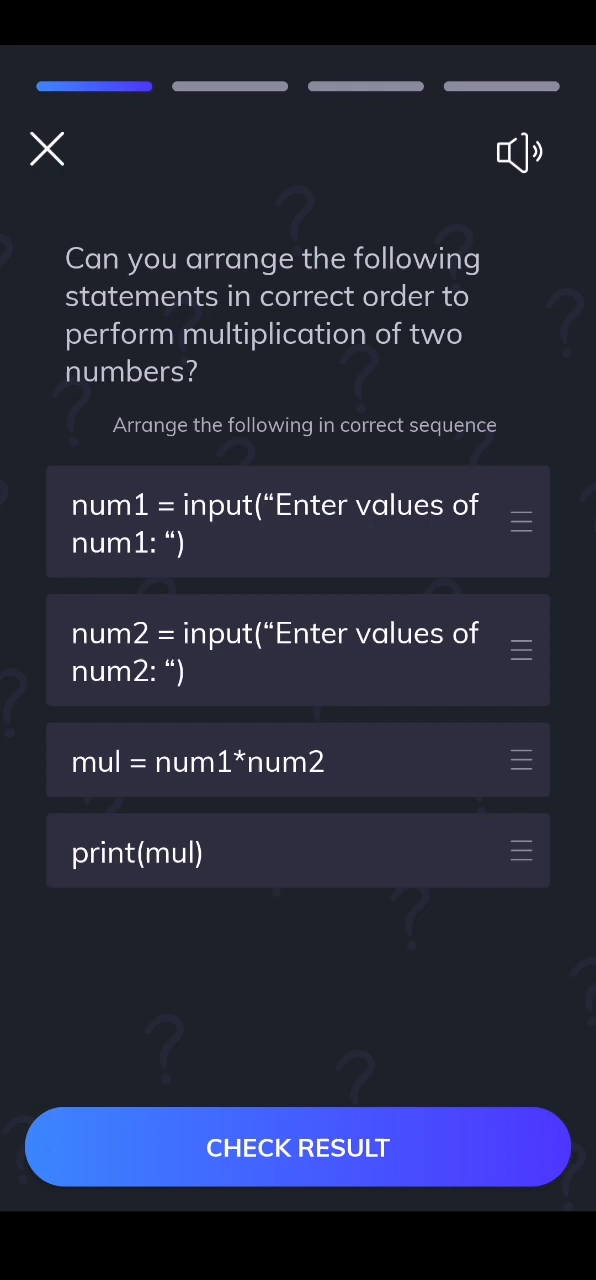 Can you arrange the following
statements in correct order to
perform multiplication of two
numbers?
Arrange the following in correct sequence
num1 = input(“Enter values of
num1: “)
num2 = input(“Enter values of
num2: “)
mul = num1*num2
print(mul)
CHECK RESULT